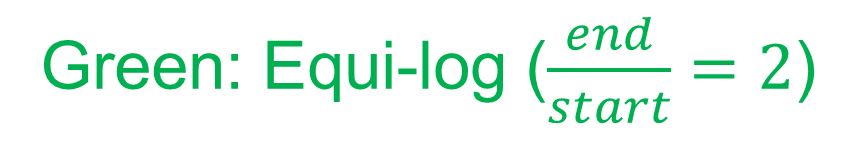 Green: Equi-log (end/start = 2)